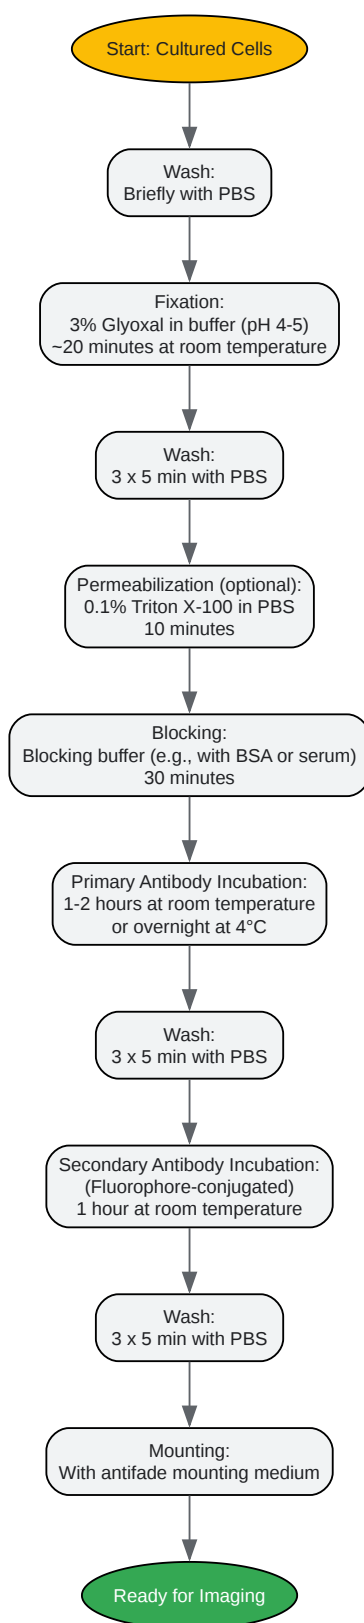 Start: Cultured Cells
Wash:
Briefly with PBS
Fixation:
3% Glyoxal in buffer (pH 4-5)
~20 minutes at room temperature
Wash:
3 x 5 min with PBS
Permeabilization (optional):
0.1% Triton X-100 in PBS
10 minutes
Blocking:
Blocking buffer (e.g., with BSA or serum)
30 minutes
Primary Antibody Incubation:
1-2 hours at room temperature
or overnight at 4°C
Wash:
3 x 5 min with PBS
Secondary Antibody Incubation:
(Fluorophore-conjugated)
1 hour at room temperature
Wash:
3 x 5 min with PBS
Mounting:
With antifade mounting medium
Ready for Imaging